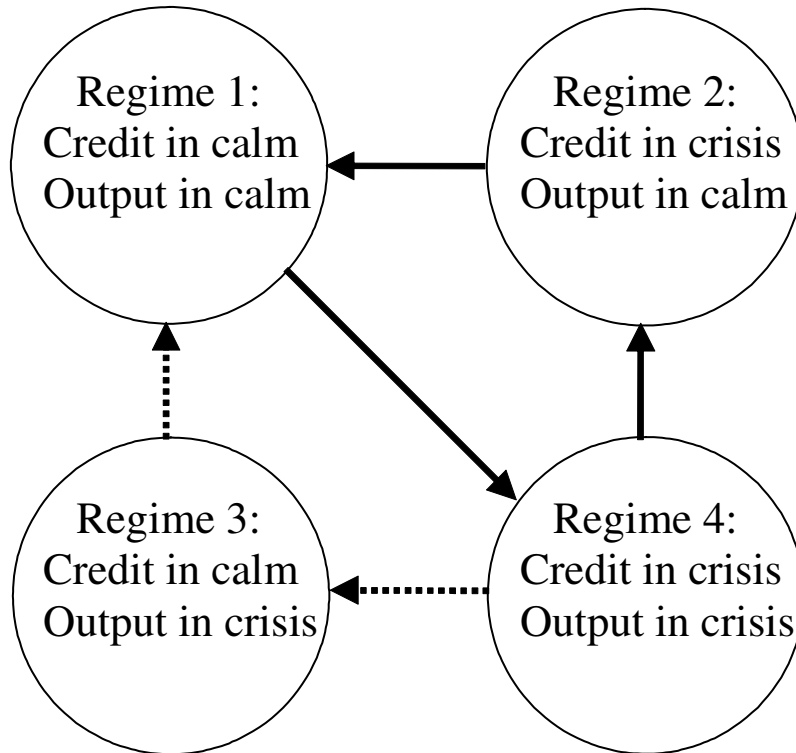 Regime 1:
Credit in calm
Output in calm
Regime 2:
Credit in crisis
Output in calm
Regime 3:
Credit in calm
Output in crisis
Regime 4:
Credit in crisis
Output in crisis